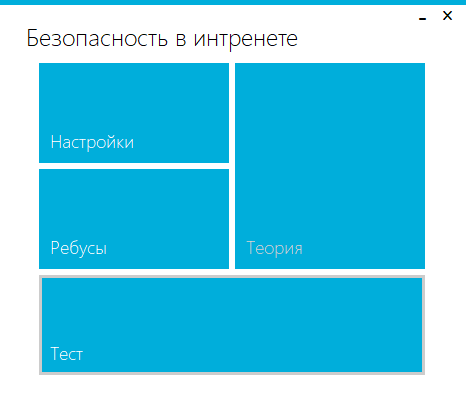 Безопасность в интренете
Настройки
Ребусы
Теория
Тест